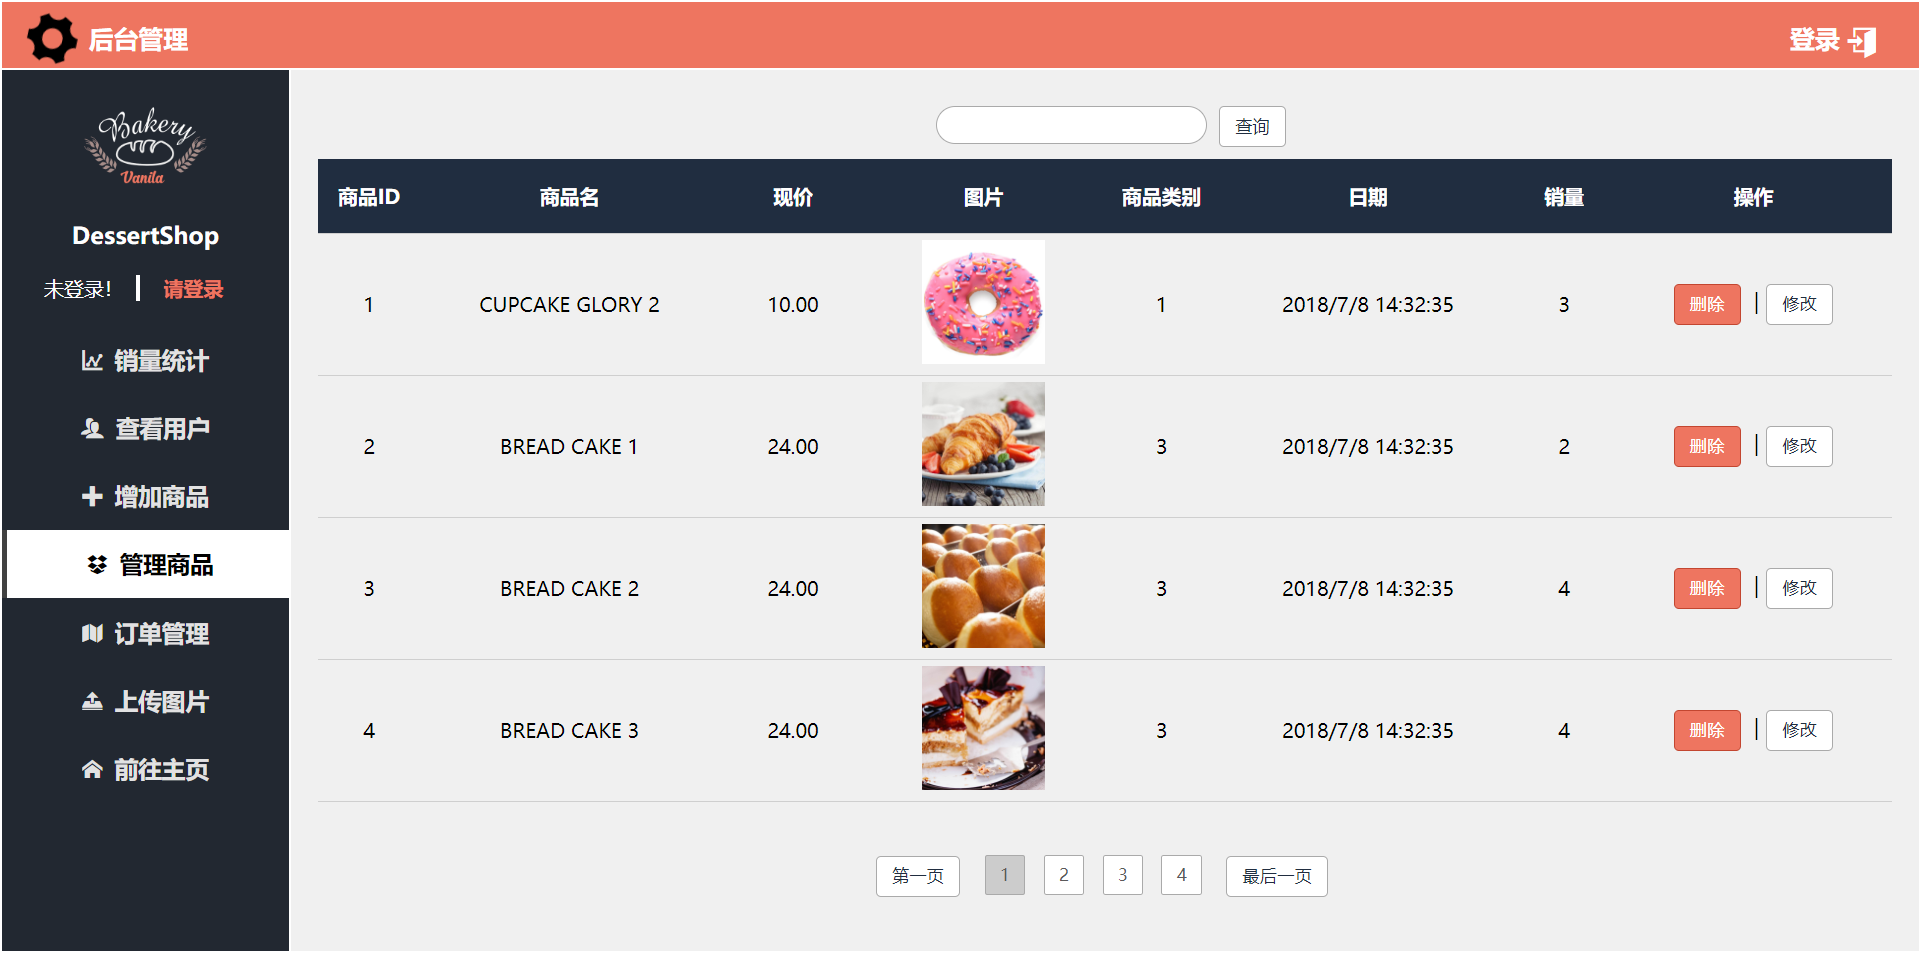 后台管理
登录
Bakery
Vanila
DessertShop
未登录! | 请登录
销量统计
查看用户
增加商品
管理商品
订单管理
上传图片
前往主页
查询
商品ID 商品名 现价 图片 商品类别 日期 销量 操作
1 CUPCAKE GLORY 2 10.00 1 2018/7/8 14:32:35 3 删除 | 修改
2 BREAD CAKE 1 24.00 3 2018/7/8 14:32:35 2 删除 | 修改
3 BREAD CAKE 2 24.00 3 2018/7/8 14:32:35 4 删除 | 修改
4 BREAD CAKE 3 24.00 3 2018/7/8 14:32:35 4 删除 | 修改
第一页 1 2 3 4 最后一页